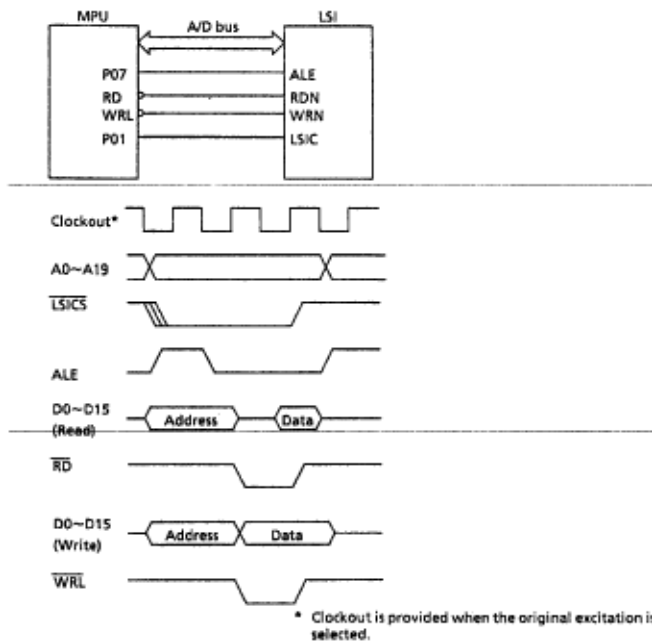 MPU LSI
A/D bus
P07 ALE
RD RDN
WRL WRN
P01 LSIC
Clockout*
A0~A19
LSICS
ALE
D0~D15
(Read)
Address Data
RD
D0~D15
(Write)
Address Data
WRL
* Clockout is provided when the original excitation is
selected.